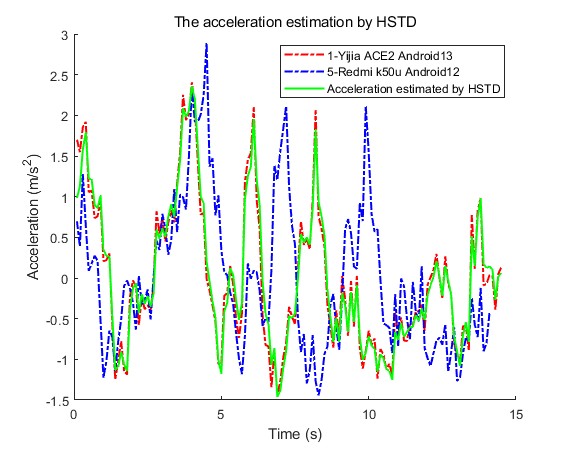 The acceleration estimation by HSTD
1-Yijia ACE2 Android13
5-Redmi k50u Android12
Acceleration estimated by HSTD
Acceleration (m/s²)
3
2.5
2
1.5
1
0.5
0
-0.5
-1
-1.5
0
5
10
15
Time (s)